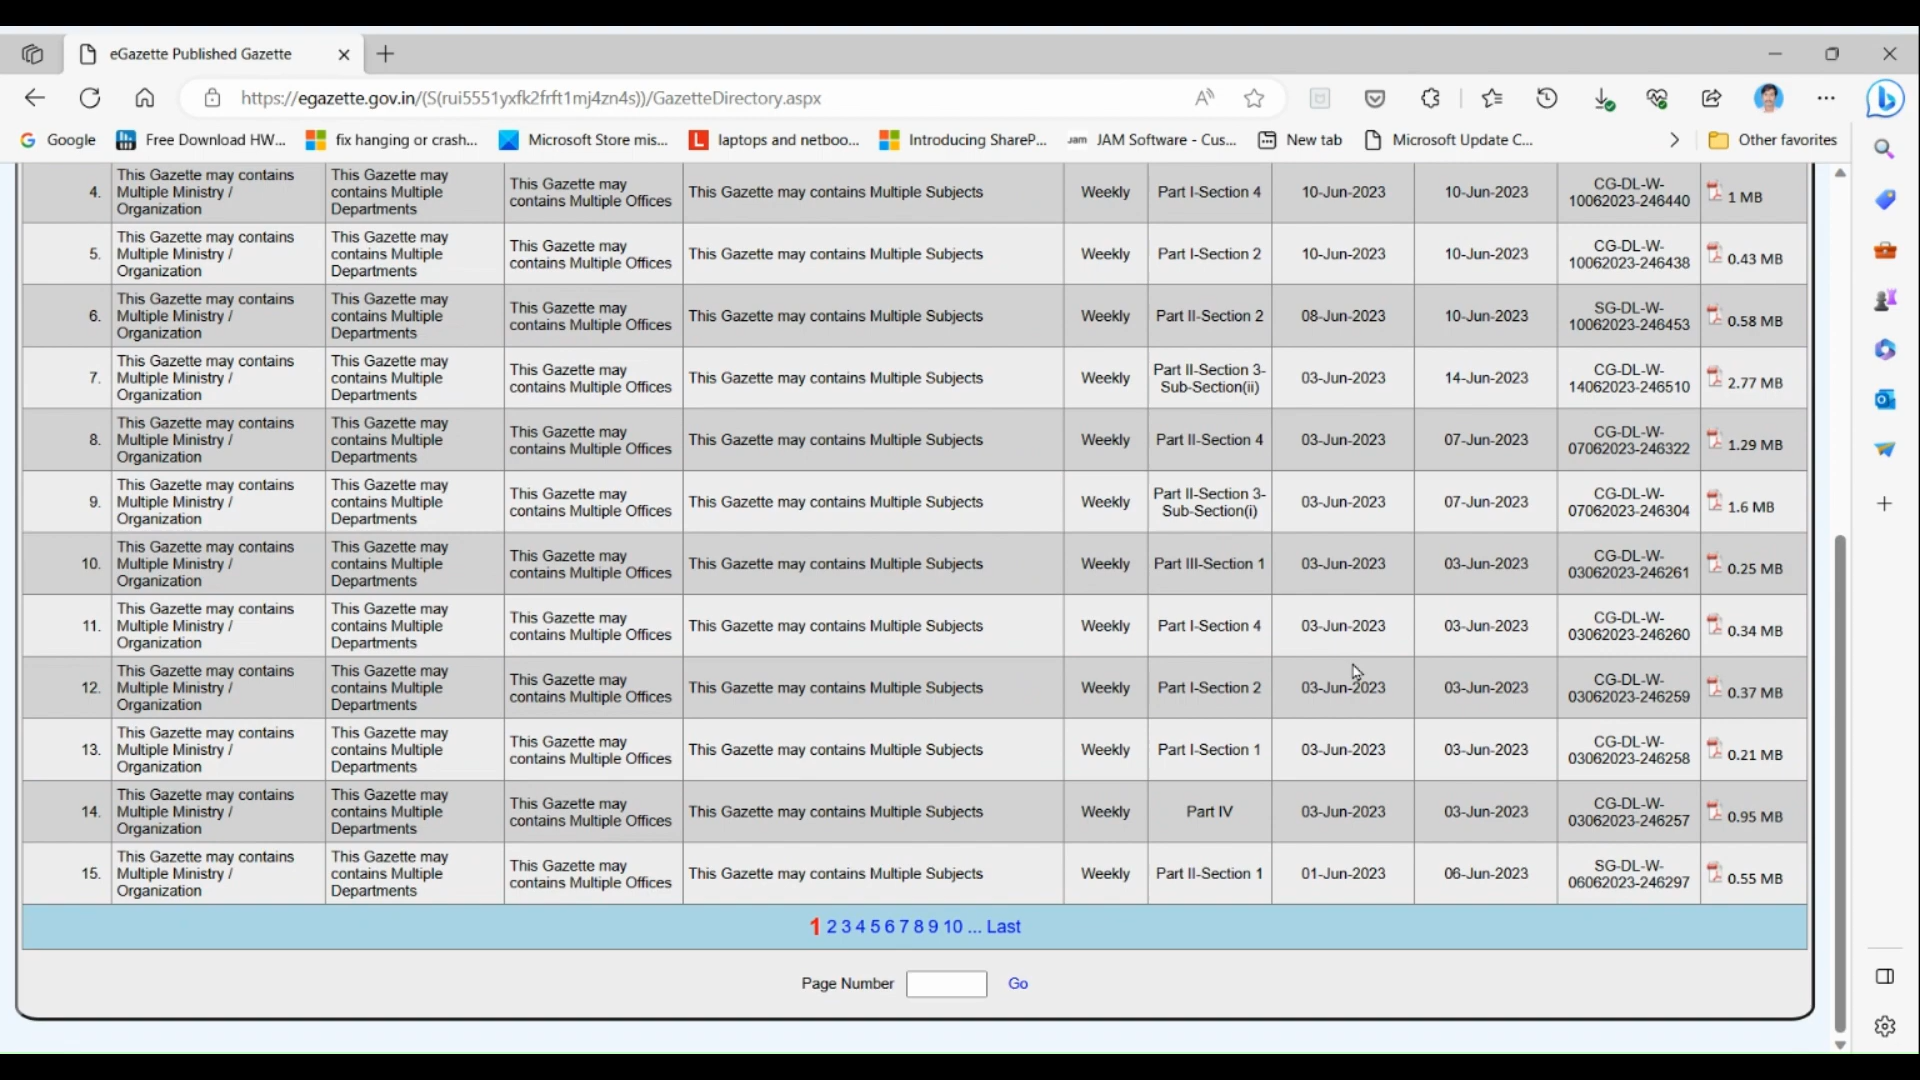 eGazette Published Gazette
https://egazette.gov.in/(S(rui5551yxfk2frft1mj4zn4s))/GazetteDirectory.aspx
Google Free Download HW... fix hanging or crash... Microsoft Store mis... laptops and netboo... Introducing ShareP... JAM Software - Cus... New tab Microsoft Update C... Other favorites
4. This Gazette may contains Multiple Ministry / Organization This Gazette may contains Multiple Departments This Gazette may contains Multiple Offices This Gazette may contains Multiple Subjects Weekly Part I-Section 4 10-Jun-2023 10-Jun-2023 CG-DL-W-10062023-246440 1 MB
5. This Gazette may contains Multiple Ministry / Organization This Gazette may contains Multiple Departments This Gazette may contains Multiple Offices This Gazette may contains Multiple Subjects Weekly Part I-Section 2 10-Jun-2023 10-Jun-2023 CG-DL-W-10062023-246438 0.43 MB
6. This Gazette may contains Multiple Ministry / Organization This Gazette may contains Multiple Departments This Gazette may contains Multiple Offices This Gazette may contains Multiple Subjects Weekly Part II-Section 2 08-Jun-2023 10-Jun-2023 SG-DL-W-10062023-246453 0.58 MB
7. This Gazette may contains Multiple Ministry / Organization This Gazette may contains Multiple Departments This Gazette may contains Multiple Offices This Gazette may contains Multiple Subjects Weekly Part II-Section 3-Sub-Section(ii) 03-Jun-2023 14-Jun-2023 CG-DL-W-14062023-246510 2.77 MB
8. This Gazette may contains Multiple Ministry / Organization This Gazette may contains Multiple Departments This Gazette may contains Multiple Offices This Gazette may contains Multiple Subjects Weekly Part II-Section 4 03-Jun-2023 07-Jun-2023 CG-DL-W-07062023-246322 1.29 MB
9. This Gazette may contains Multiple Ministry / Organization This Gazette may contains Multiple Departments This Gazette may contains Multiple Offices This Gazette may contains Multiple Subjects Weekly Part II-Section 3-Sub-Section(i) 03-Jun-2023 07-Jun-2023 CG-DL-W-07062023-246304 1.6 MB
10. This Gazette may contains Multiple Ministry / Organization This Gazette may contains Multiple Departments This Gazette may contains Multiple Offices This Gazette may contains Multiple Subjects Weekly Part III-Section 1 03-Jun-2023 03-Jun-2023 CG-DL-W-03062023-246261 0.25 MB
11. This Gazette may contains Multiple Ministry / Organization This Gazette may contains Multiple Departments This Gazette may contains Multiple Offices This Gazette may contains Multiple Subjects Weekly Part I-Section 4 03-Jun-2023 03-Jun-2023 CG-DL-W-03062023-246260 0.34 MB
12. This Gazette may contains Multiple Ministry / Organization This Gazette may contains Multiple Departments This Gazette may contains Multiple Offices This Gazette may contains Multiple Subjects Weekly Part I-Section 2 03-Jun-2023 03-Jun-2023 CG-DL-W-03062023-246259 0.37 MB
13. This Gazette may contains Multiple Ministry / Organization This Gazette may contains Multiple Departments This Gazette may contains Multiple Offices This Gazette may contains Multiple Subjects Weekly Part I-Section 1 03-Jun-2023 03-Jun-2023 CG-DL-W-03062023-246258 0.21 MB
14. This Gazette may contains Multiple Ministry / Organization This Gazette may contains Multiple Departments This Gazette may contains Multiple Offices This Gazette may contains Multiple Subjects Weekly Part IV 03-Jun-2023 03-Jun-2023 CG-DL-W-03062023-246257 0.95 MB
15. This Gazette may contains Multiple Ministry / Organization This Gazette may contains Multiple Departments This Gazette may contains Multiple Offices This Gazette may contains Multiple Subjects Weekly Part II-Section 1 01-Jun-2023 06-Jun-2023 SG-DL-W-06062023-246297 0.55 MB
1 2 3 4 5 6 7 8 9 10 ... Last
Page Number Go